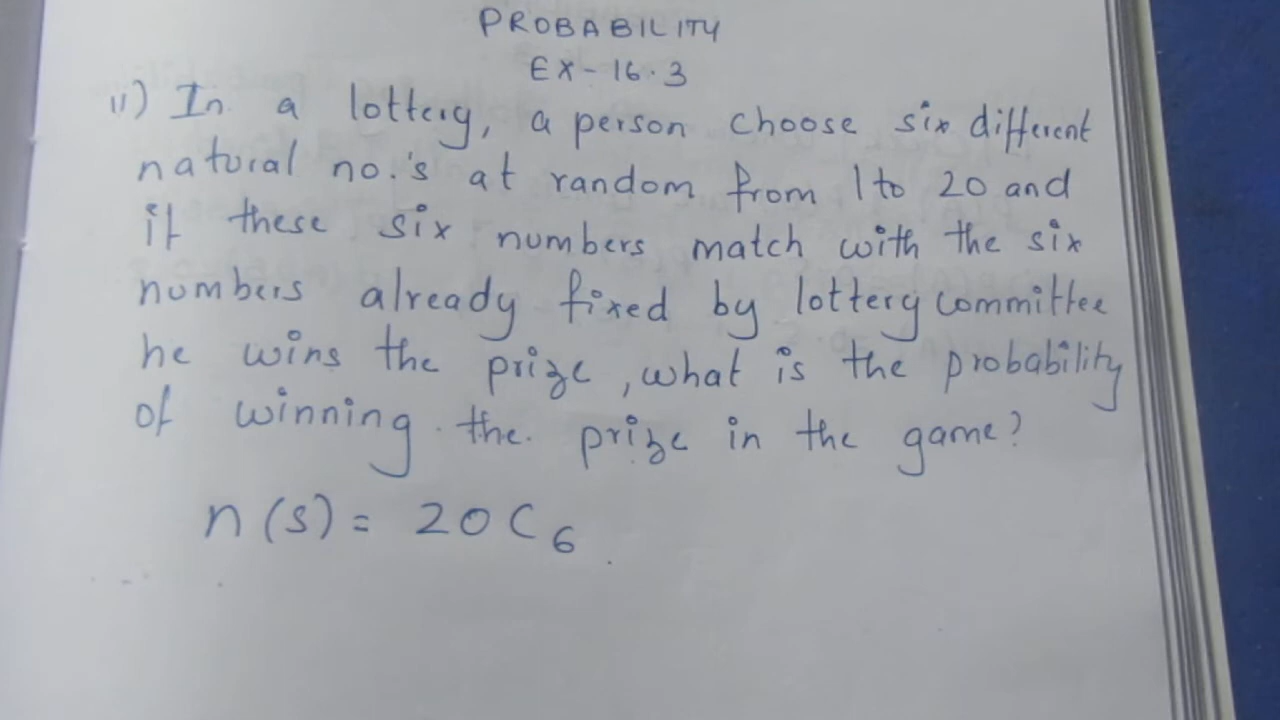 PROBABILITY
EX-16.3
11) In a lottery, a person choose six different
natural no.'s at random from 1 to 20 and
if these six numbers match with the six
numbers already fixed by lottery committee
he wins the prize, what is the probability
of winning the prize in the game?
n(s) = 20C6